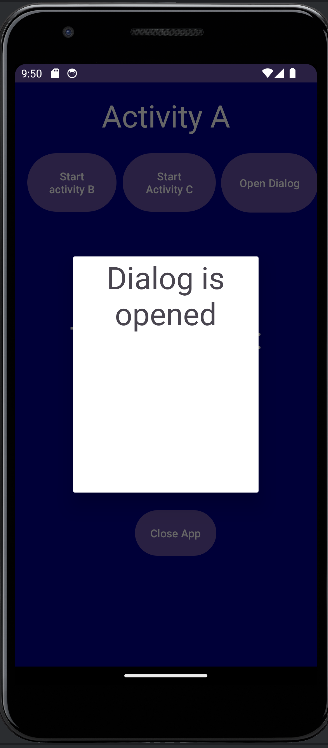 9:50
Activity A
Start
activity B
Start
Activity C
Open Dialog
Dialog is
opened
Close App